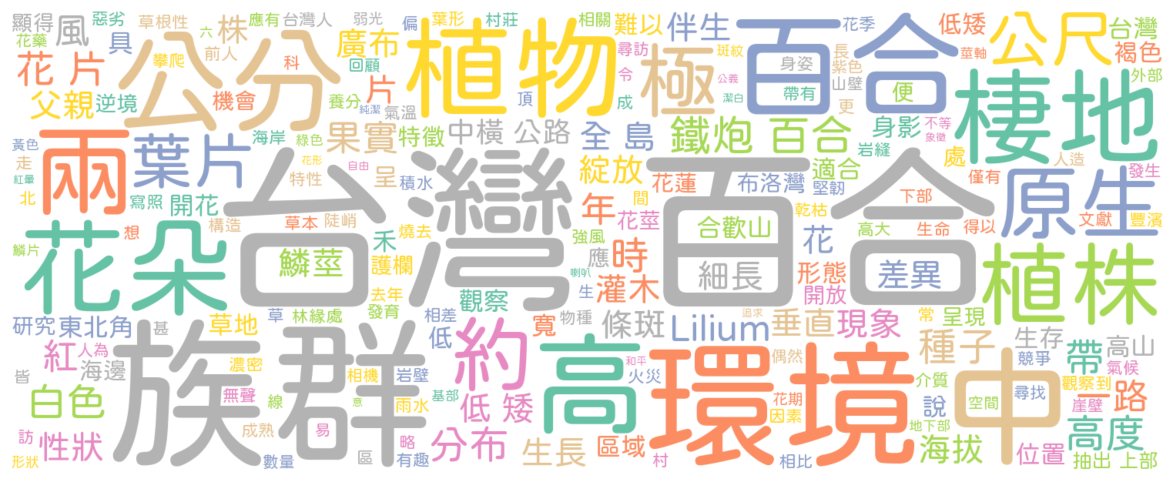 顯得 風 花藥 惡劣 草根性 攀爬 六 株 前人 應有 台灣人 科 弱光 回顧 偏 廣布 葉形 具 村莊 相關 尋訪 令 難以 伴生 斑紋 公義 潔白 百合 身姿 花季 長 紫色 山壁 低矮 更 莖軸 公尺 台灣 褐色 外部
花 片 公分 植物 極 棲地
父親 逆境 機會 養分 純潔 氣溫 片 頂 成 帶有 便 不等 象徵
兩 葉片 海岸 綠色 果實 特徵 中橫 公路 全 島 鐵炮 百合 身影 岩縫 處 人造 僅有 發生
黃色 走 紅暈 北 花形 特性 自由 呈 積水 綻放 間 花蓮 布洛灣 適合 堅韌 下部 原生
台灣 百合
寫照 開花 構造 草本 陡峭 年 花莖 合歡山 乾枯 高大 生命 得以 文獻 豐濱
花朵 鱗片 想 鱗莖 禾 燒去 護欄 強風 應 時 細長 花 形態 差異 植株
去年 觀察 喇叭 生 灌木 開放
研究 東北角 甚 草地 林緣處 草 發育 相差 低 寬 物種 條斑 Lilium 追求 垂直 現象 常 呈現 生存 高山
族群 約 高 環境 中
紅 人為 海邊 濃密 相機 岩壁 和平 火災 偶然 種子 競爭 帶 氣候
皆 白色 無聲 線 意 雨水 基部 低 矮 花期 因素 介質 說 空間 尋找 觀察到 一路 崖壁
訪 性狀 形狀 成熟 易 數量 區 略 有趣 分布 生長 區域 村 相比 地下部 海拔 位置 高度 抽出 上部